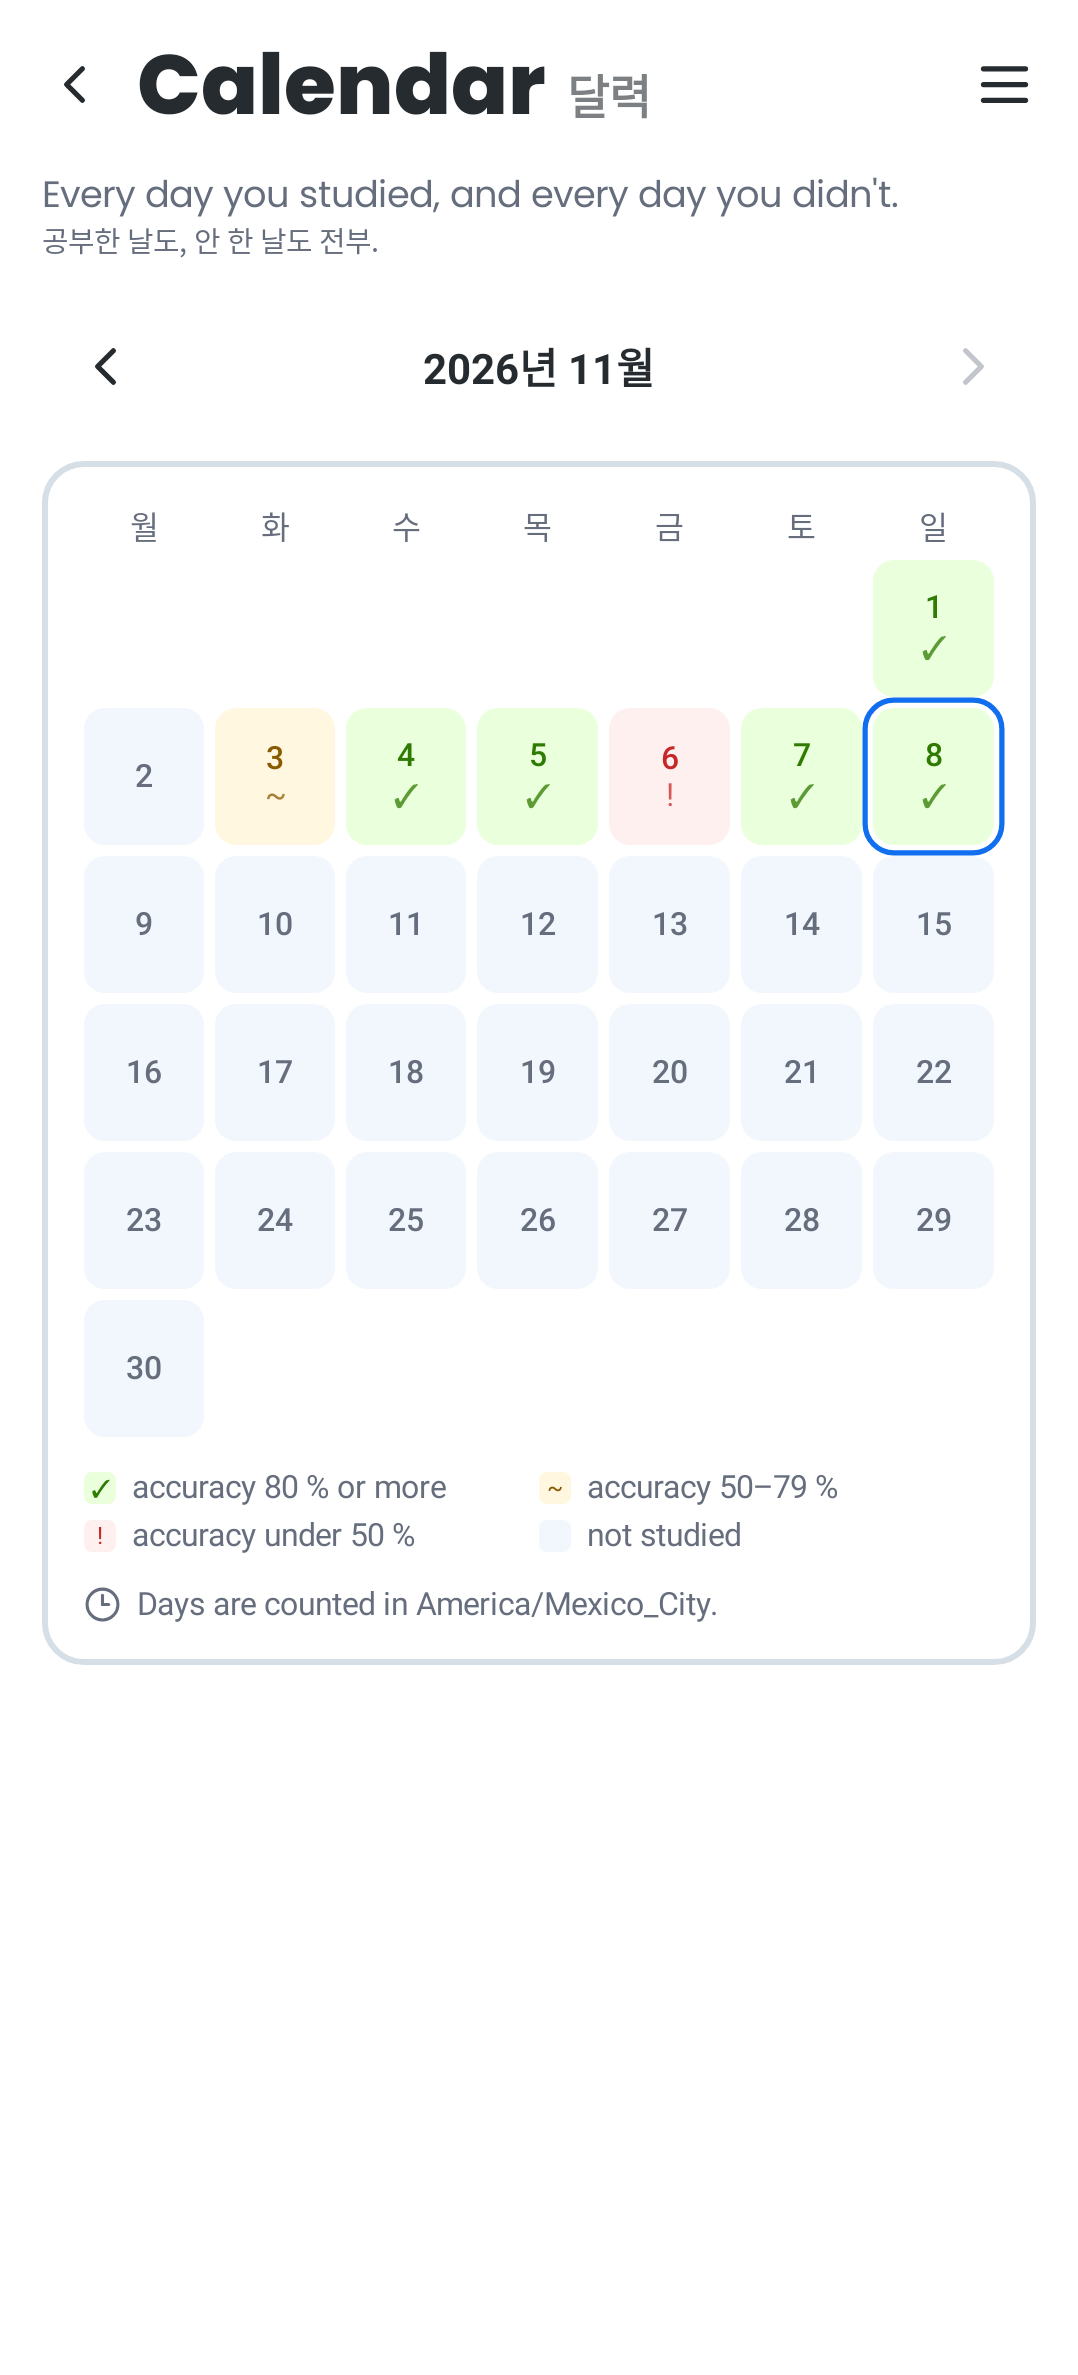 Calendar 달력
Every day you studied, and every day you didn't.
공부한 날도, 안 한 날도 전부.
2026년 11월
월 화 수 목 금 토 일
1
✓
2 3 4 5 6 7 8
~ ✓ ✓ ! ✓ ✓
9 10 11 12 13 14 15
16 17 18 19 20 21 22
23 24 25 26 27 28 29
30
✓ accuracy 80 % or more ~ accuracy 50–79 %
! accuracy under 50 % not studied
Days are counted in America/Mexico_City.